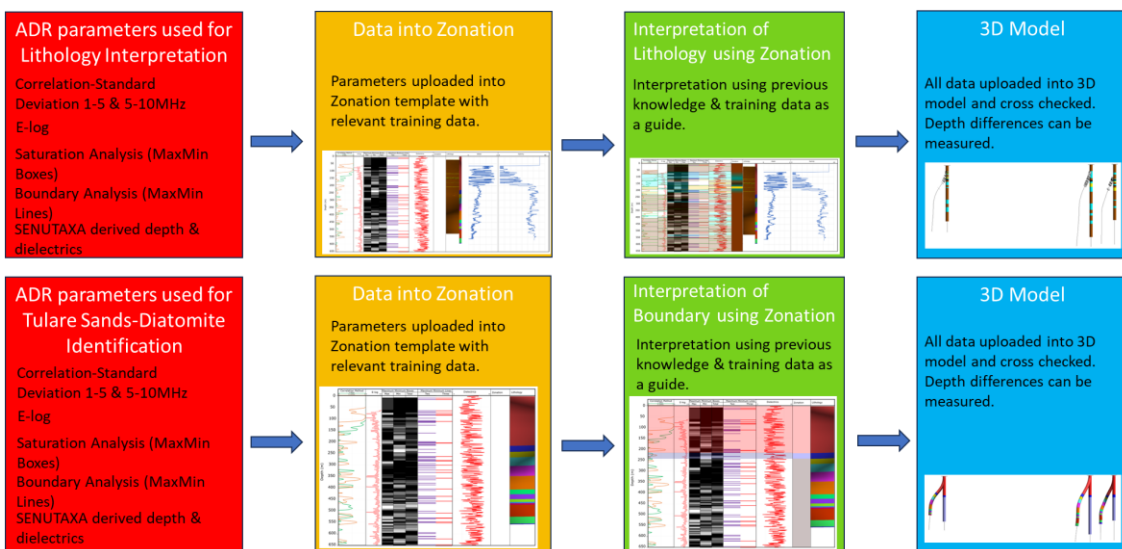 ADR parameters used for
Lithology Interpretation
Correlation-Standard
Deviation 1-5 & 5-10MHz
E-log
Saturation Analysis (MaxMin
Boxes)
Boundary Analysis (MaxMin
Lines)
SENUTAXA derived depth &
dielectrics
Data into Zonation
Parameters uploaded into
Zonation template with
relevant training data.
Interpretation of
Lithology using Zonation
Interpretation using previous
knowledge & training data as
a guide.
3D Model
All data uploaded into 3D
model and cross checked.
Depth differences can be
measured.
ADR parameters used for
Tulare Sands-Diatomite
Identification
Correlation-Standard
Deviation 1-5 & 5-10MHz
E-log
Saturation Analysis (MaxMin
Boxes)
Boundary Analysis (MaxMin
Lines)
SENUTAXA derived depth &
dielectrics
Data into Zonation
Parameters uploaded into
Zonation template with
relevant training data.
Interpretation of
Boundary using Zonation
Interpretation using previous
knowledge & training data as
a guide.
3D Model
All data uploaded into 3D
model and cross checked.
Depth differences can be
measured.